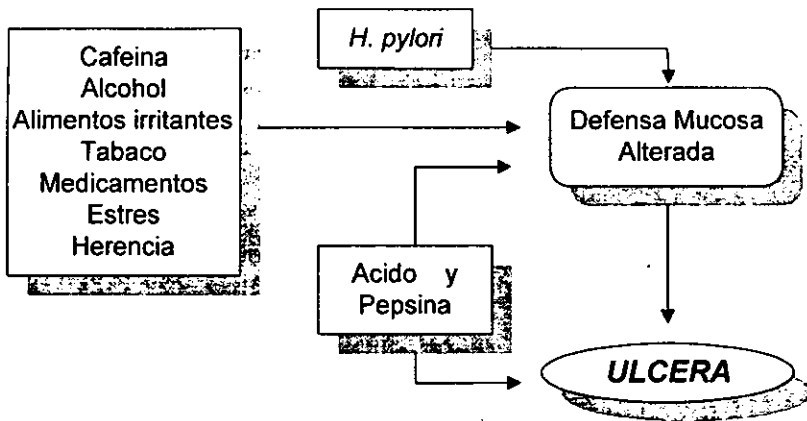 Cafeina
Alcohol
Alimentos irritantes
Tabaco
Medicamentos
Estres
Herencia
H. pylori
Defensa Mucosa
Alterada
Acido y
Pepsina
ULCERA